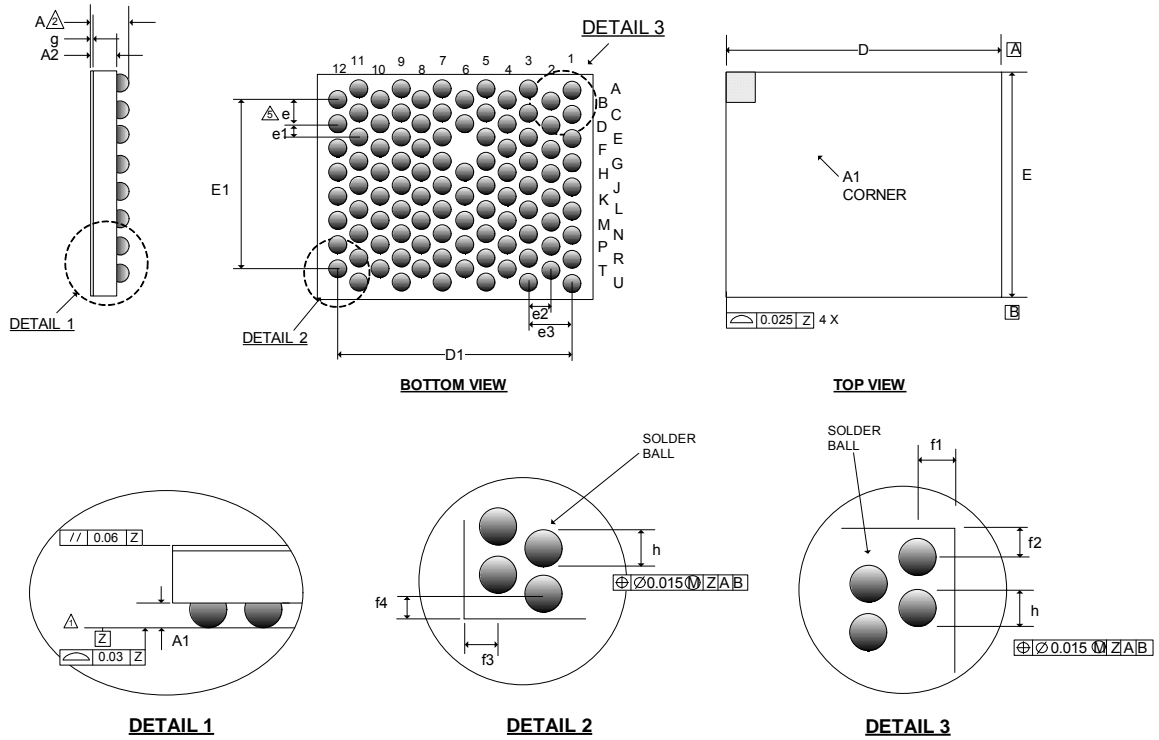 A 2
g
A2
DETAIL 1
DETAIL 3
12 11 10 9 8 7 6 5 4 3 2 1
A
B
C
D
E
F
G
H
J
K
L
M
N
P
R
T
U
5 e
e1
E1
e2
e3
D1
DETAIL 2
BOTTOM VIEW
D
A
A1
CORNER
E
B
0.025 Z 4 X
TOP VIEW
// 0.06 Z
1
Z
A1
0.03 Z
DETAIL 1
SOLDER
BALL
h
⌖ Ø0.015 Ⓜ Z A B
f4
f3
DETAIL 2
SOLDER
BALL
f1
f2
h
⌖ Ø 0.015 Ⓜ Z A B
DETAIL 3